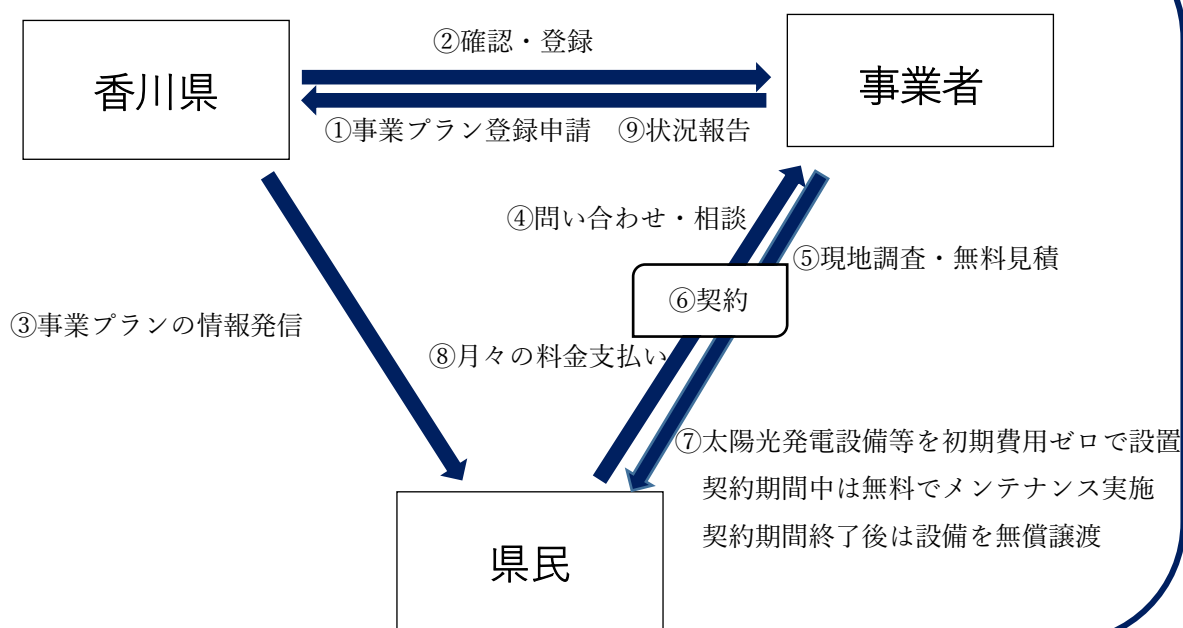 ②確認・登録
香川県
事業者
①事業プラン登録申請 ⑨状況報告
④問い合わせ・相談
⑤現地調査・無料見積
⑥契約
③事業プランの情報発信
⑧月々の料金支払い
⑦太陽光発電設備等を初期費用ゼロで設置
契約期間中は無料でメンテナンス実施
契約期間終了後は設備を無償譲渡
県民